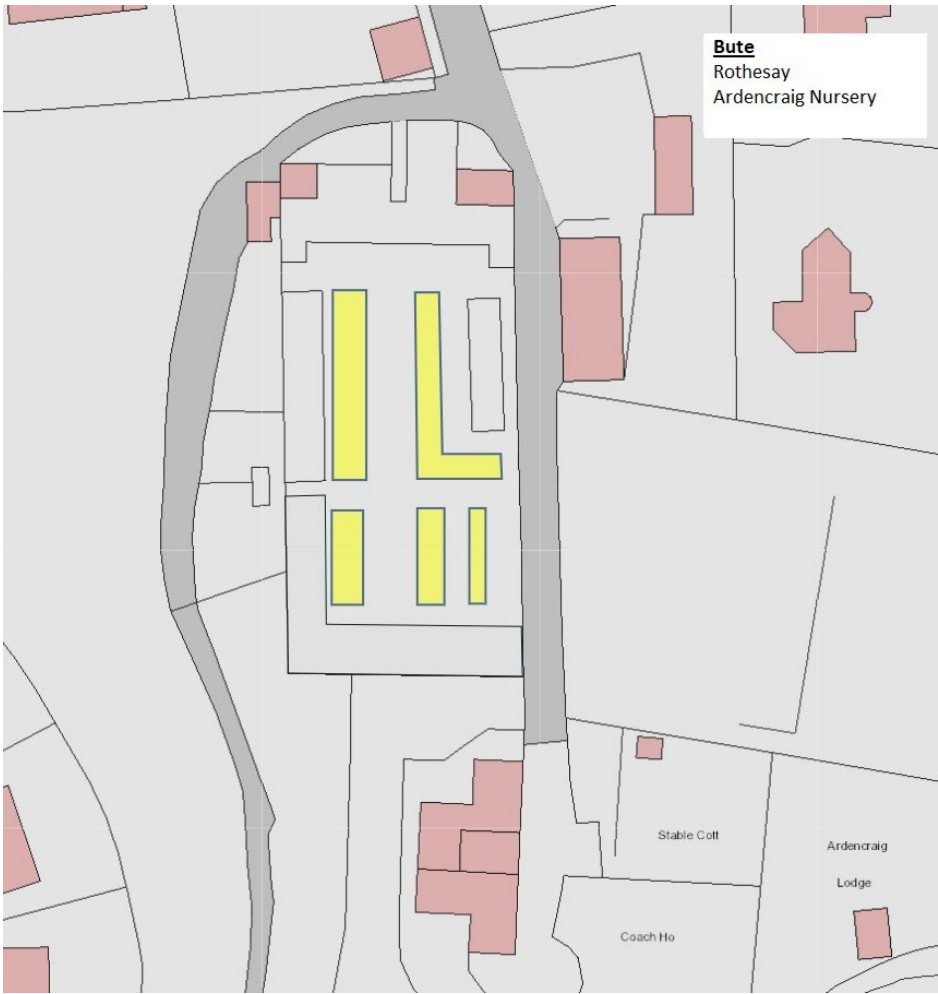 Bute
Rothesay
Ardencraig Nursery
Stable Cott
Ardencraig
Lodge
Coach Ho